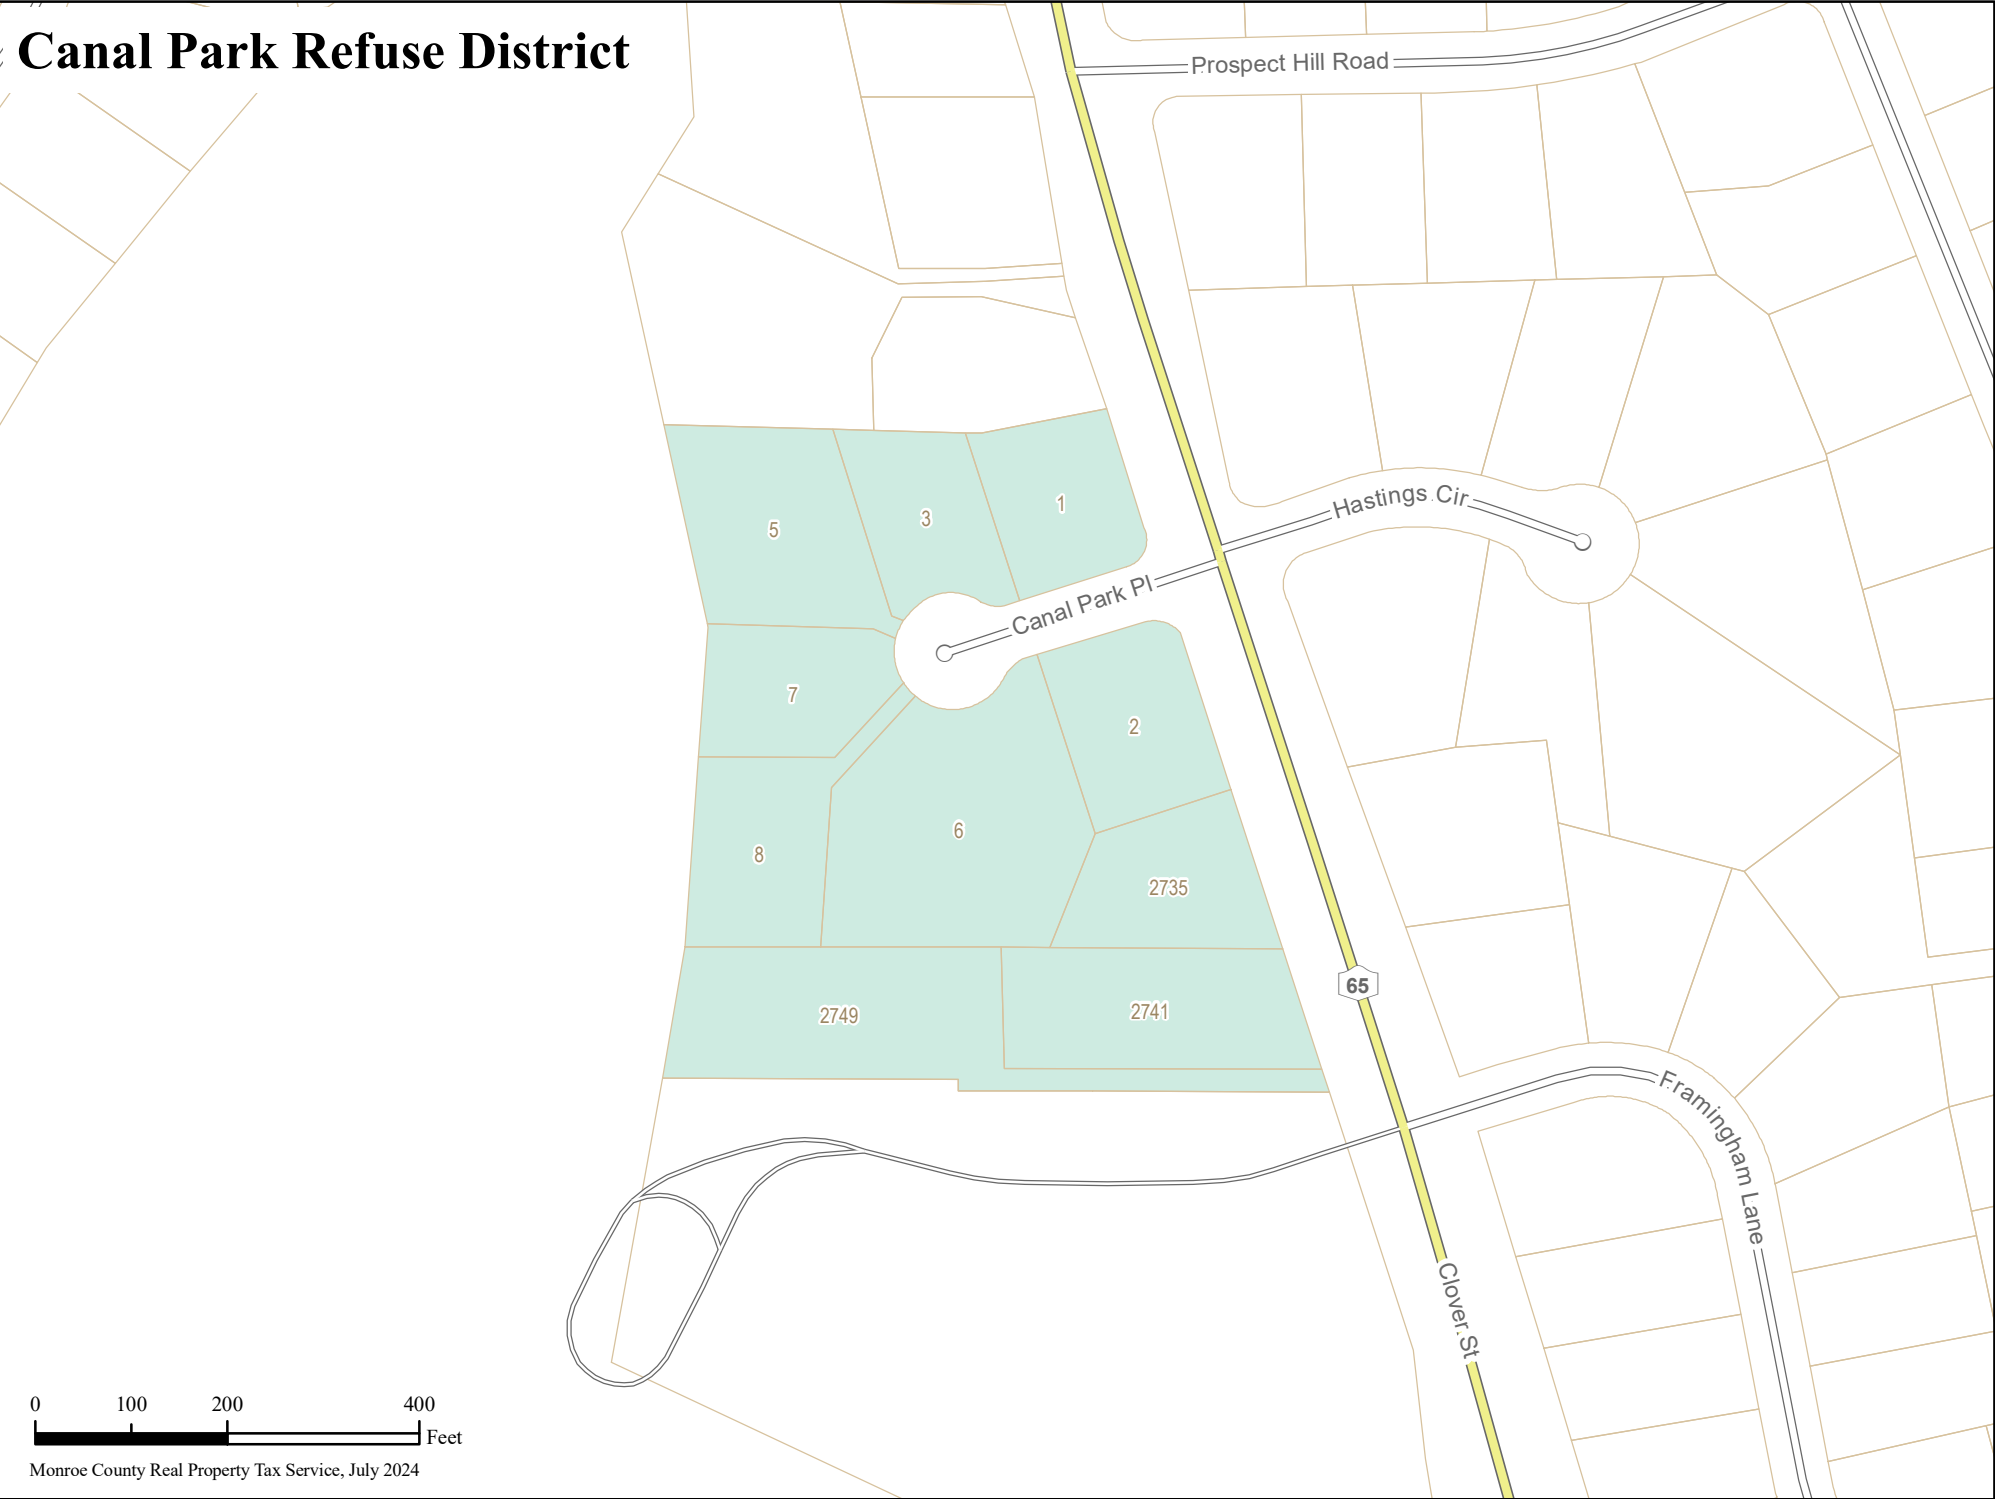 Canal Park Refuse District
Prospect Hill Road
Hastings Cir
Canal Park Pl
1
3
5
7
2
6
8
2735
65
2749
2741
Framingham Lane
Clover St
0 100 200 400
Feet
Monroe County Real Property Tax Service, July 2024